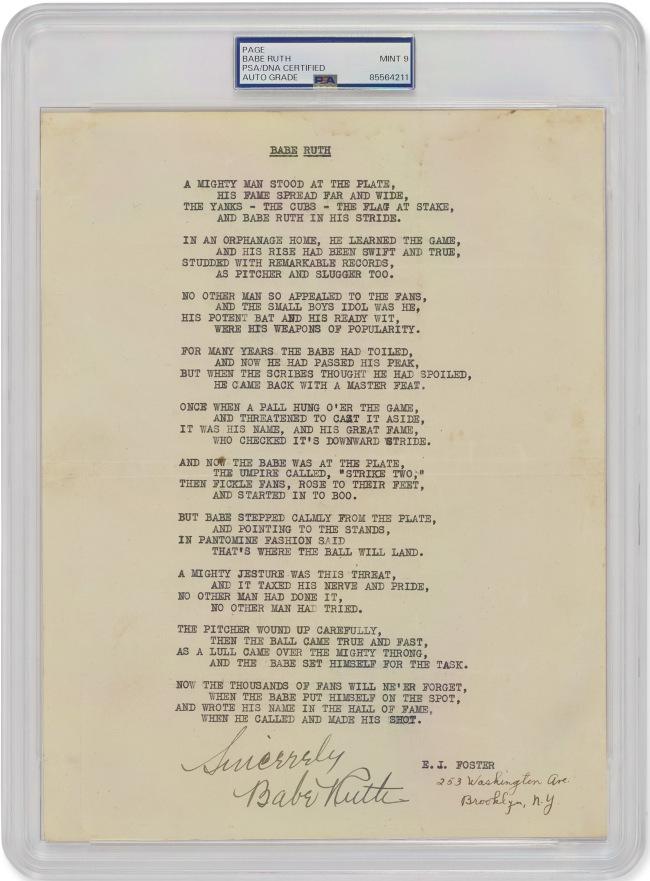 PAGE
BABE RUTH MINT 9
PSA/DNA CERTIFIED
AUTO GRADE PSA 85564211
BABE RUTH
A MIGHTY MAN STOOD AT THE PLATE,
HIS FAME SPREAD FAR AND WIDE,
THE YANKS - THE CUBS - THE FLAG AT STAKE,
AND BABE RUTH IN HIS STRIDE.
IN AN ORPHANAGE HOME, HE LEARNED THE GAME,
AND HIS RISE HAD BEEN SWIFT AND TRUE,
STUDDED WITH REMARKABLE RECORDS,
AS PITCHER AND SLUGGER TOO.
NO OTHER MAN SO APPEALED TO THE FANS,
AND THE SMALL BOYS IDOL WAS HE,
HIS POTENT BAT AND HIS READY WIT,
WERE HIS WEAPONS OF POPULARITY.
FOR MANY YEARS THE BABE HAD TOILED,
AND NOW HE HAD PASSED HIS PEAK,
BUT WHEN THE SCRIBES THOUGHT HE HAD SPOILED,
HE CAME BACK WITH A MASTER FEAT.
ONCE WHEN A PALL HUNG O'ER THE GAME,
AND THREATENED TO CAST IT ASIDE,
IT WAS HIS NAME, AND HIS GREAT FAME,
WHO CHECKED IT'S DOWNWARD STRIDE.
AND NOW THE BABE WAS AT THE PLATE,
THE UMPIRE CALLED, "STRIKE TWO,"
THEN FICKLE FANS, ROSE TO THEIR FEET,
AND STARTED IN TO BOO.
BUT BABE STEPPED CALMLY FROM THE PLATE,
AND POINTING TO THE STANDS,
IN PANTOMINE FASHION SAID
THAT'S WHERE THE BALL WILL LAND.
A MIGHTY JESTURE WAS THIS THREAT,
AND IT TAXED HIS NERVE AND PRIDE,
NO OTHER MAN HAD DONE IT,
NO OTHER MAN HAD TRIED.
THE PITCHER WOUND UP CAREFULLY,
THEN THE BALL CAME TRUE AND FAST,
AS A LULL CAME OVER THE MIGHTY THRONG,
AND THE BABE SET HIMSELF FOR THE TASK.
NOW THE THOUSANDS OF FANS WILL NE'ER FORGET,
WHEN THE BABE PUT HIMSELF ON THE SPOT,
AND WROTE HIS NAME IN THE HALL OF FAME,
WHEN HE CALLED AND MADE HIS SHOT.
Sincerely
Babe Ruth
E.I. FOSTER
253 Washington Ave.
Brooklyn, N.Y.